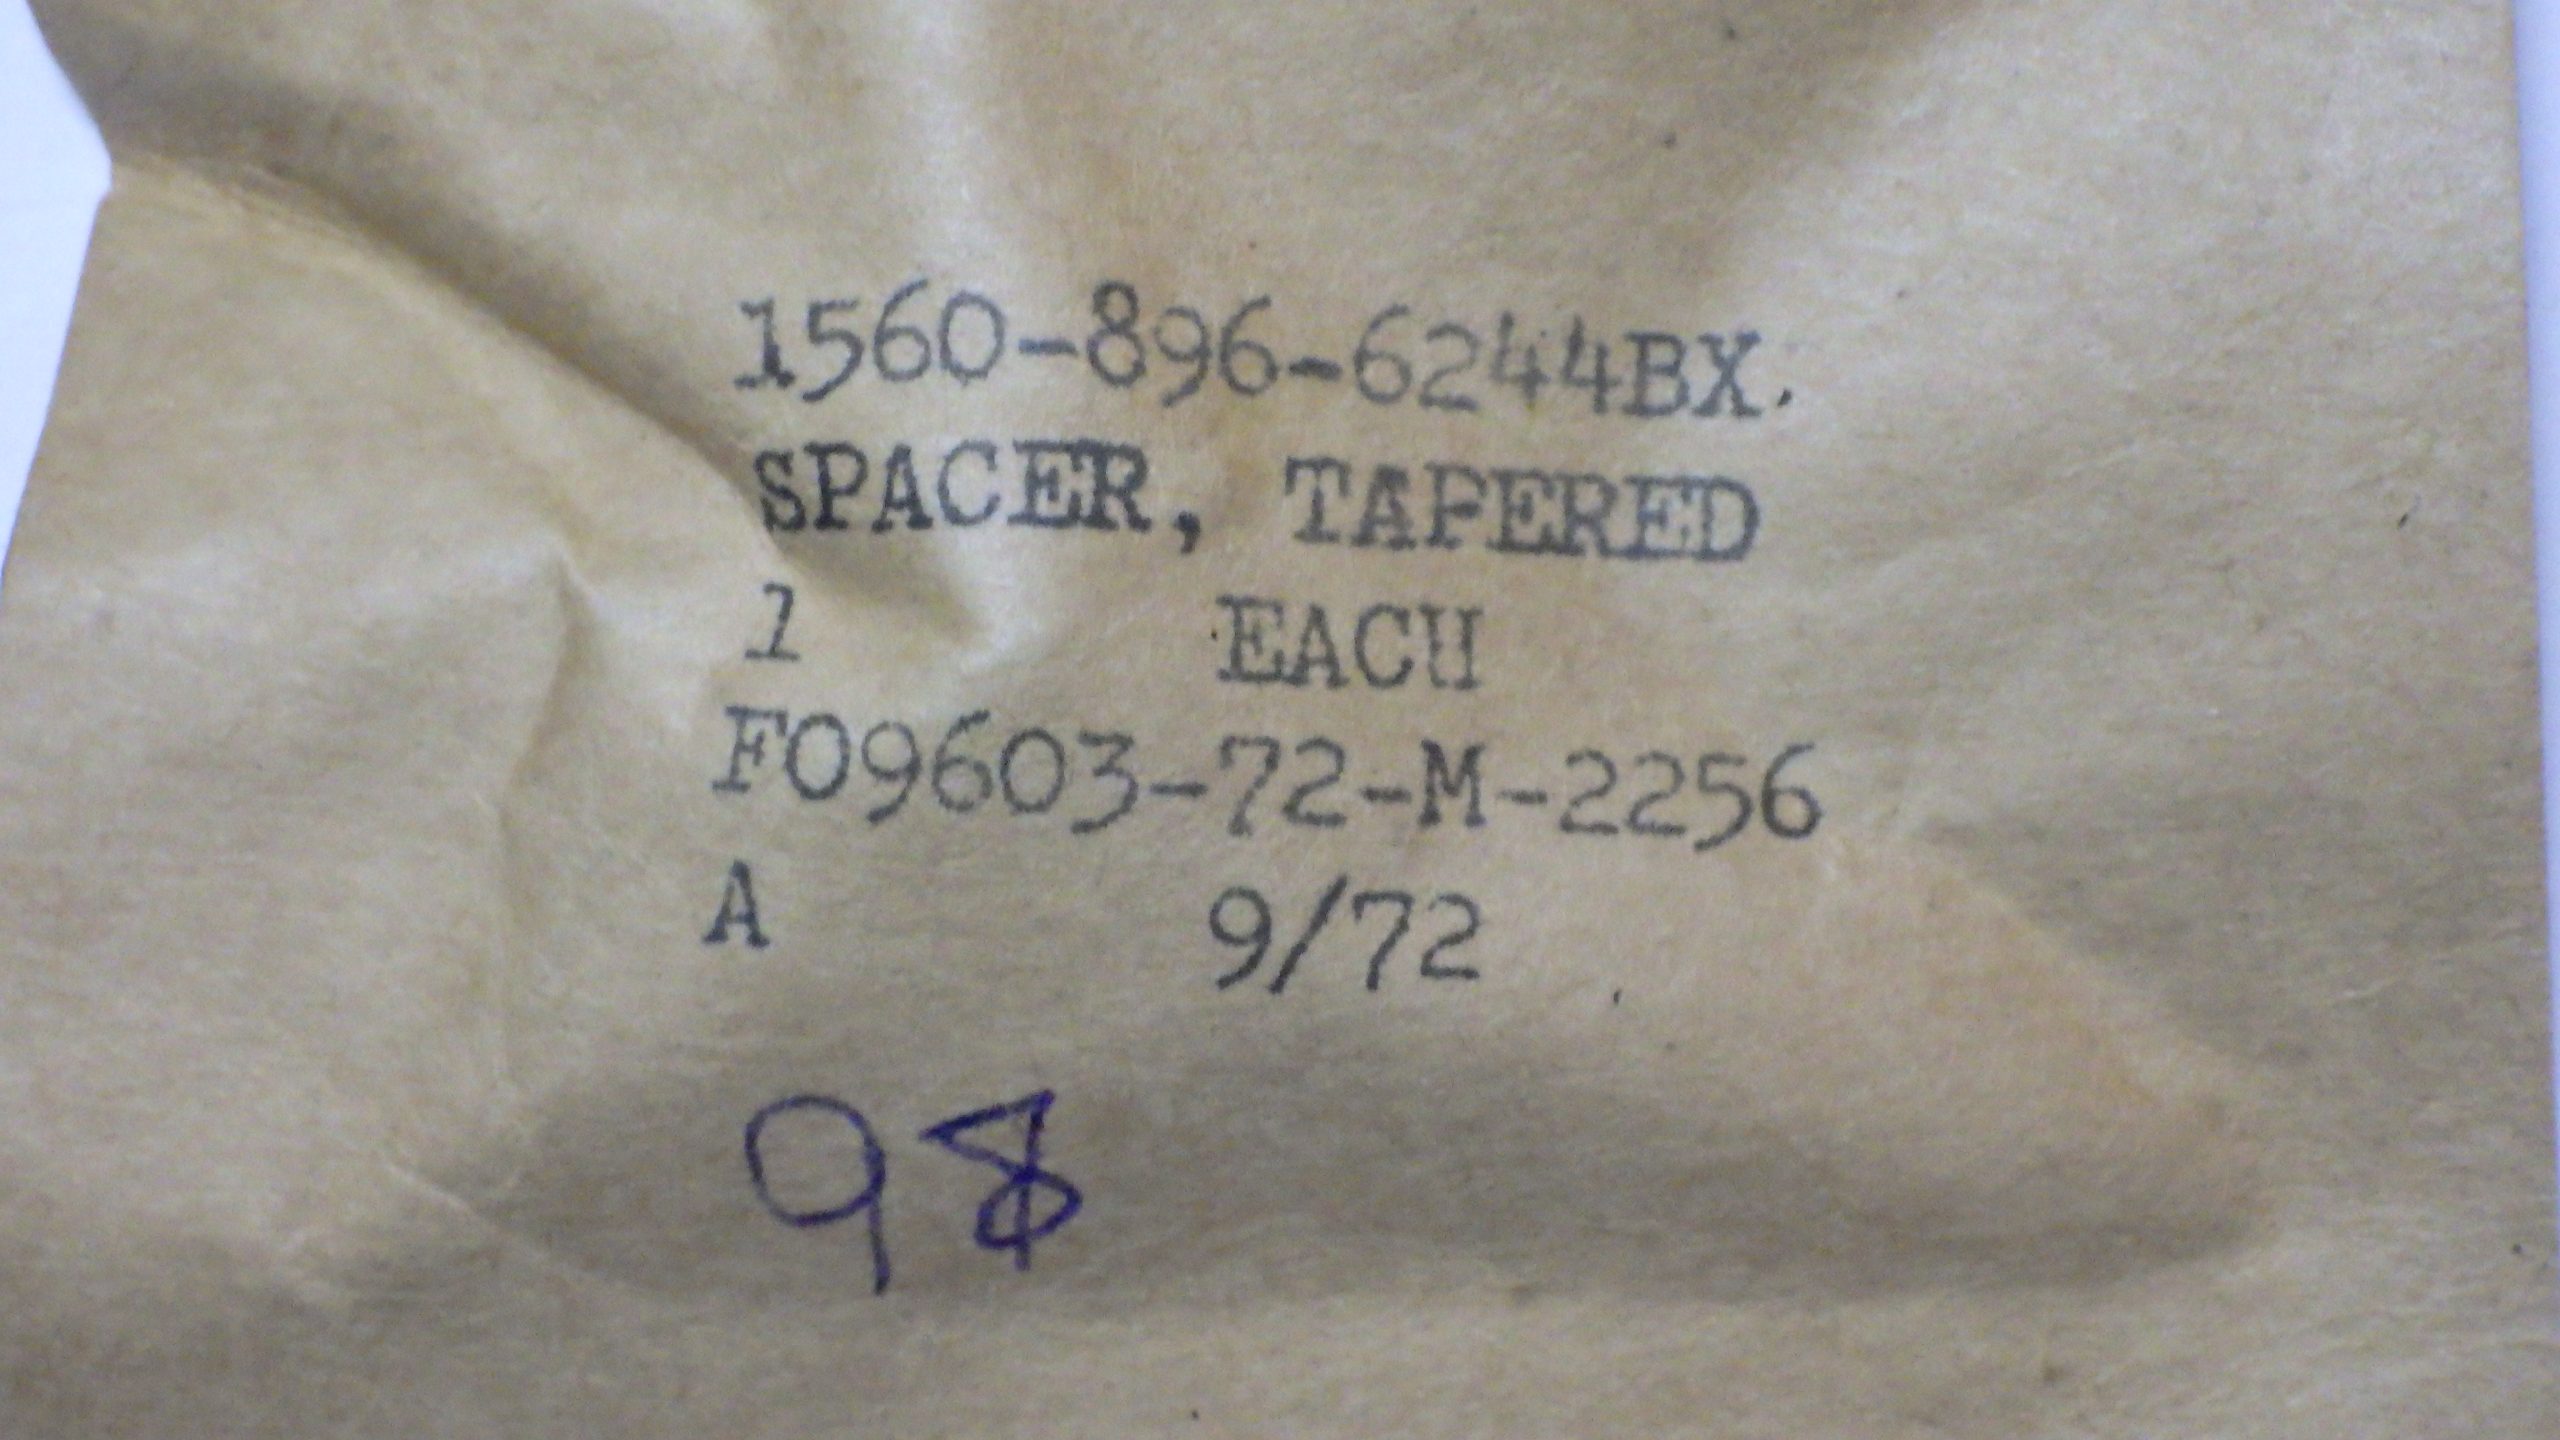 1560-896-6244BX.
SPACER, TAPERED
1 EACH
F09603-72-M-2256
A 9/72
98